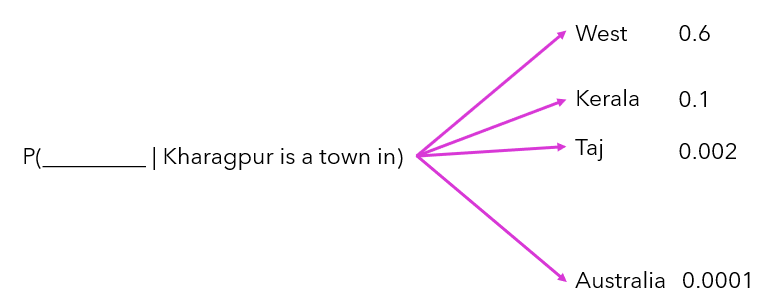 West 0.6
Kerala 0.1
P(_________ | Kharagpur is a town in) Taj 0.002
Australia 0.0001